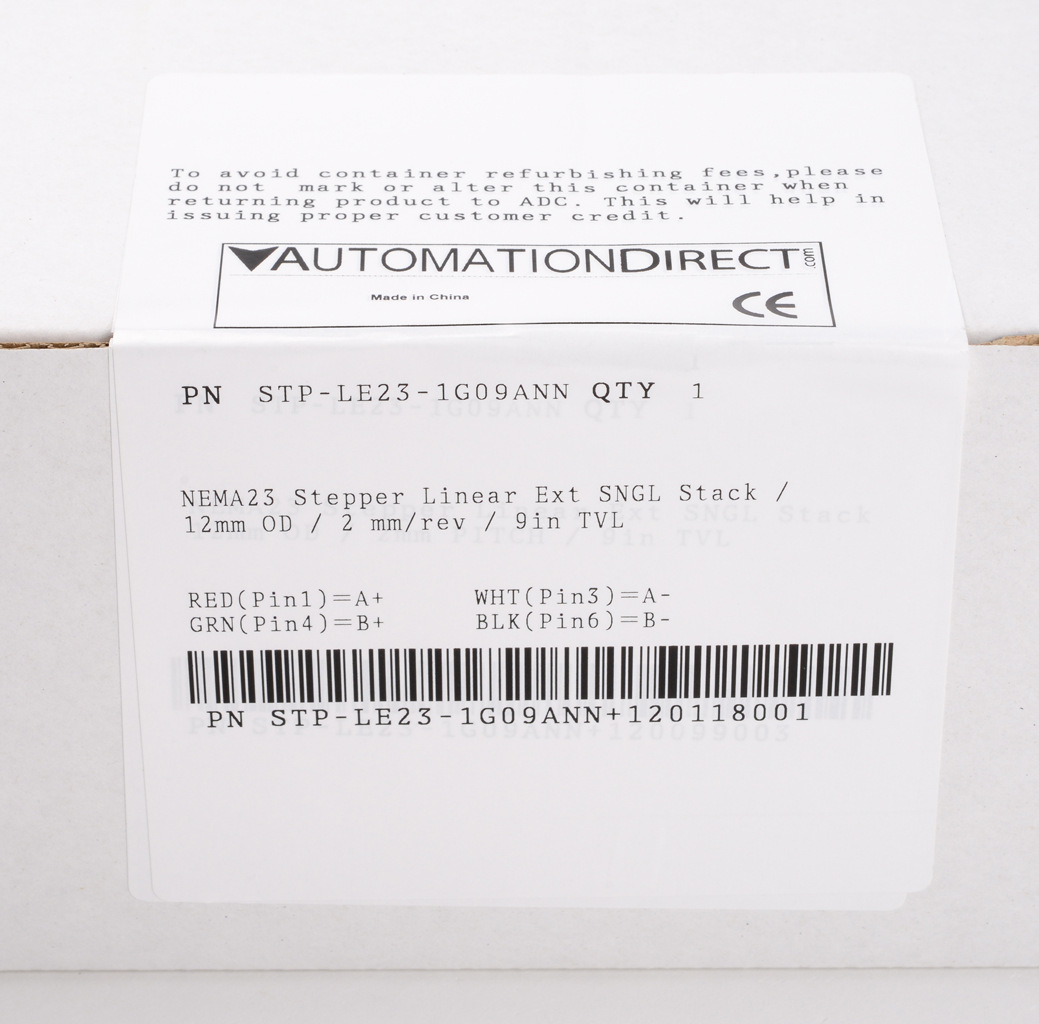 To avoid container refurbishing fees,please
do not  mark or alter this container when
returning product to ADC. This will help in
issuing proper customer credit.
AUTOMATIONDIRECT.com
Made in China
CE
PN  STP-LE23-1G09ANN QTY  1
NEMA23 Stepper Linear Ext SNGL Stack /
12mm OD / 2 mm/rev / 9in TVL
RED(Pin1)=A+     WHT(Pin3)=A-
GRN(Pin4)=B+     BLK(Pin6)=B-
PN STP-LE23-1G09ANN+120118001